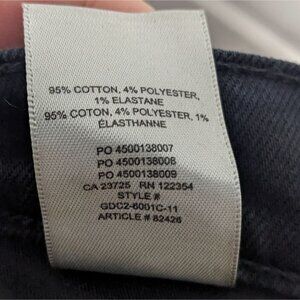 95% COTTON, 4% POLYESTER,
1% ELASTANE
95% COTON, 4% POLYESTER, 1%
ÉLASTHANNE
PO 4500138007
PO 4500138008
PO 4500138009
CA 23725 RN 122354
STYLE #
GDC2-6001C-11
ARTICLE # 82426